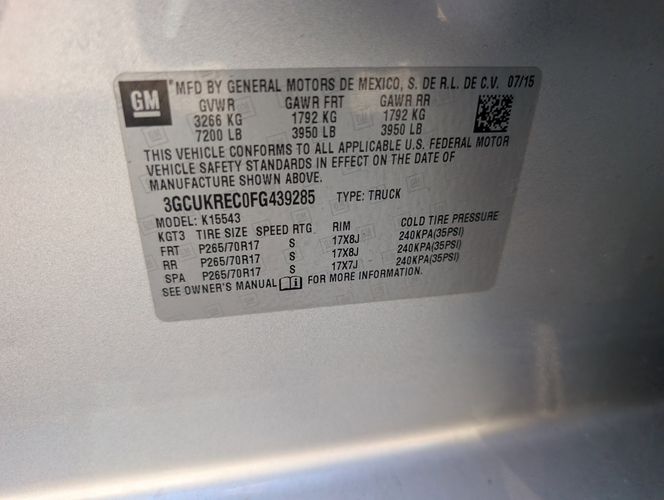 GM
*MFD BY GENERAL MOTORS DE MEXICO, S. DE R.L. DE C.V. 07/15
GVWR GAWR FRT GAWR RR
3266 KG 1792 KG 1792 KG
7200 LB 3950 LB 3950 LB
THIS VEHICLE CONFORMS TO ALL APPLICABLE U.S. FEDERAL MOTOR
VEHICLE SAFETY STANDARDS IN EFFECT ON THE DATE OF
MANUFACTURE SHOWN ABOVE.
3GCUKREC0FG439285 TYPE: TRUCK
MODEL: K15543
KGT3 TIRE SIZE SPEED RTG RIM COLD TIRE PRESSURE
FRT P265/70R17 S 17X8J 240KPA(35PSI)
RR P265/70R17 S 17X8J 240KPA(35PSI)
SPA P265/70R17 S 17X7J 240KPA(35PSI)
SEE OWNER'S MANUAL FOR MORE INFORMATION.